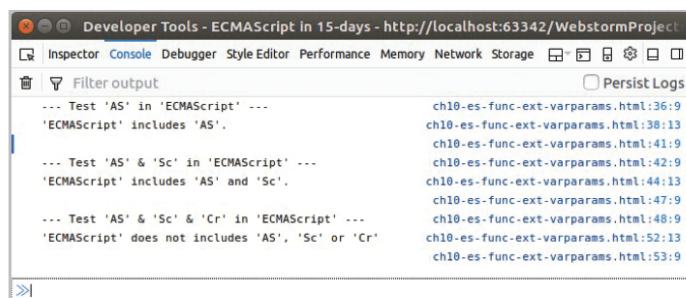 Developer Tools - ECMAScript in 15-days - http://localhost:63342/WebstormProject
Inspector Console Debugger Style Editor Performance Memory Network Storage
Filter output Persist Logs
--- Test 'AS' in 'ECMAScript' --- ch10-es-func-ext-varparams.html:36:9
'ECMAScript' includes 'AS'. ch10-es-func-ext-varparams.html:38:13
ch10-es-func-ext-varparams.html:41:9
--- Test 'AS' & 'Sc' in 'ECMAScript' --- ch10-es-func-ext-varparams.html:42:9
'ECMAScript' includes 'AS' and 'Sc'. ch10-es-func-ext-varparams.html:44:13
ch10-es-func-ext-varparams.html:47:9
--- Test 'AS' & 'Sc' & 'Cr' in 'ECMAScript' --- ch10-es-func-ext-varparams.html:48:9
'ECMAScript' does not includes 'AS', 'Sc' or 'Cr' ch10-es-func-ext-varparams.html:52:13
ch10-es-func-ext-varparams.html:53:9